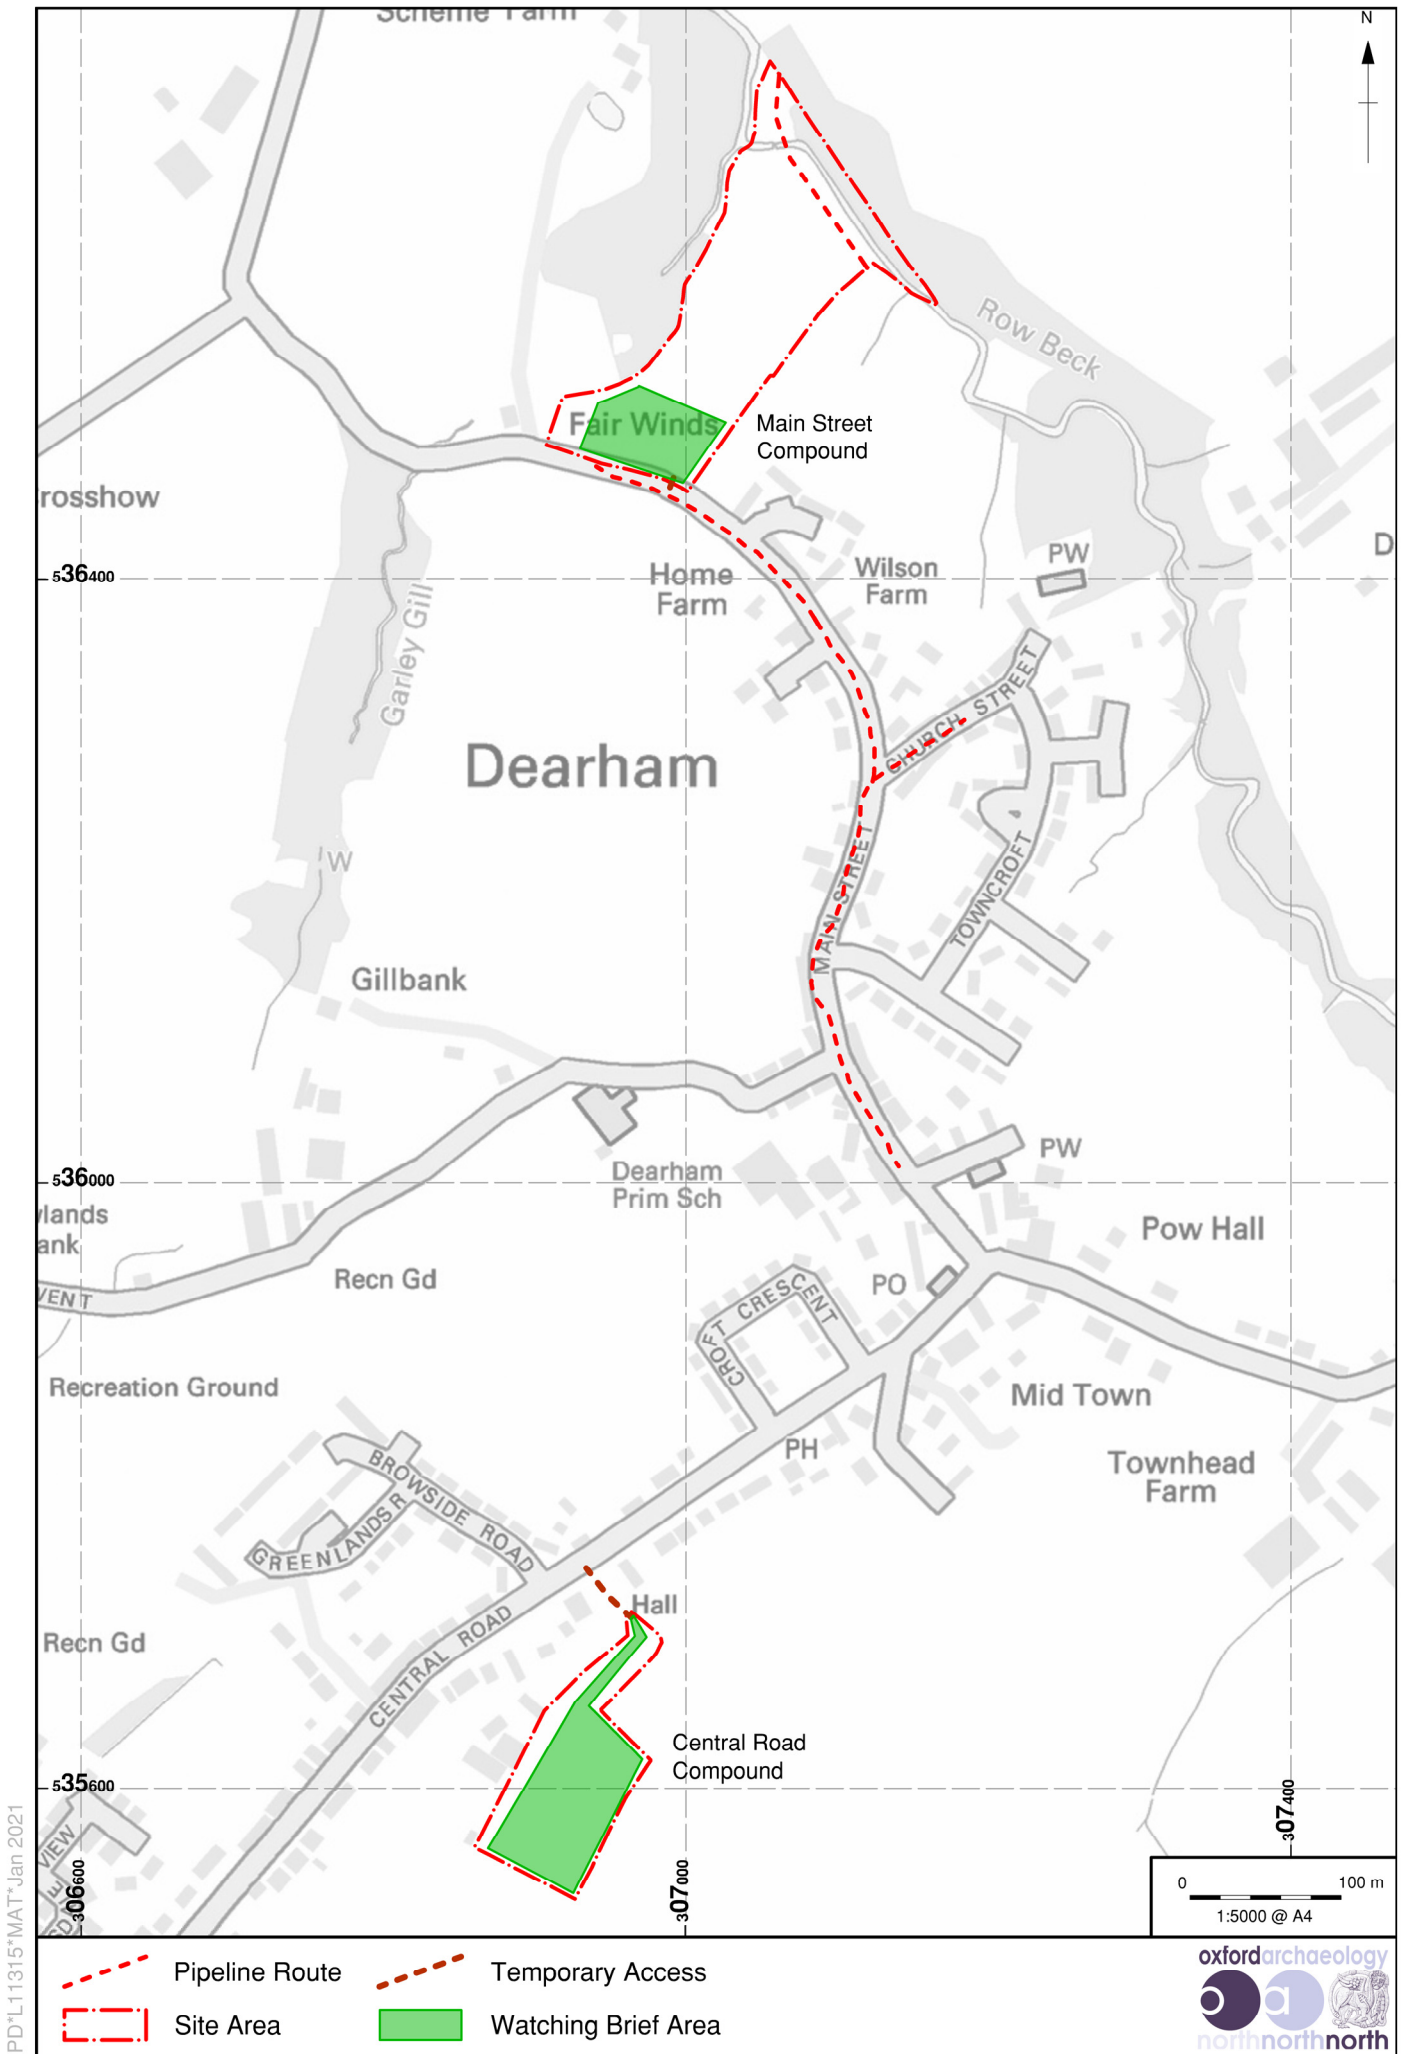 Scheme Farm
N
Row Beck
Fair Winds
Main Street
Compound
rosshow
D
536400
Home
Farm
Wilson
Farm
PW
Garley Gill
CHURCH STREET
Dearham
MAIN STREET
TOWNCROFT
W
Gillbank
PW
Dearham
Prim Sch
536000
lands
ank
Pow Hall
Recn Gd
PO
VENT
CROFT CRESCENT
Recreation Ground
Mid Town
PH
Townhead
Farm
BROWSIDE ROAD
GREENLANDS R
Hall
Recn Gd
CENTRAL ROAD
Central Road
Compound
535600
VIEW
306600
307000
307400
0 100 m
1:5000 @ A4
PD*L11315*MAT*Jan 2021
Pipeline Route
Temporary Access
Site Area
Watching Brief Area
oxfordarchaeology
o a
northnorthnorth